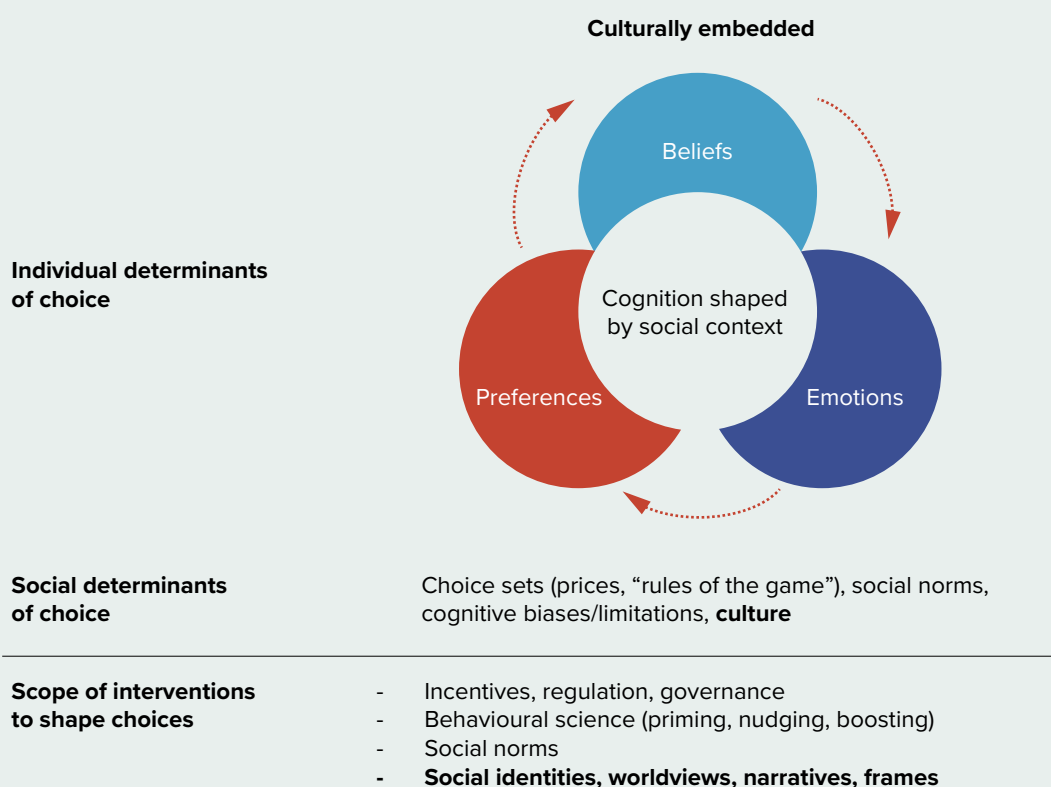 Culturally embedded
Beliefs
Individual determinants
of choice
Cognition shaped
by social context
Preferences
Emotions
Social determinants
of choice
Choice sets (prices, “rules of the game”), social norms,
cognitive biases/limitations, culture
Scope of interventions
to shape choices
- Incentives, regulation, governance
- Behavioural science (priming, nudging, boosting)
- Social norms
- Social identities, worldviews, narratives, frames